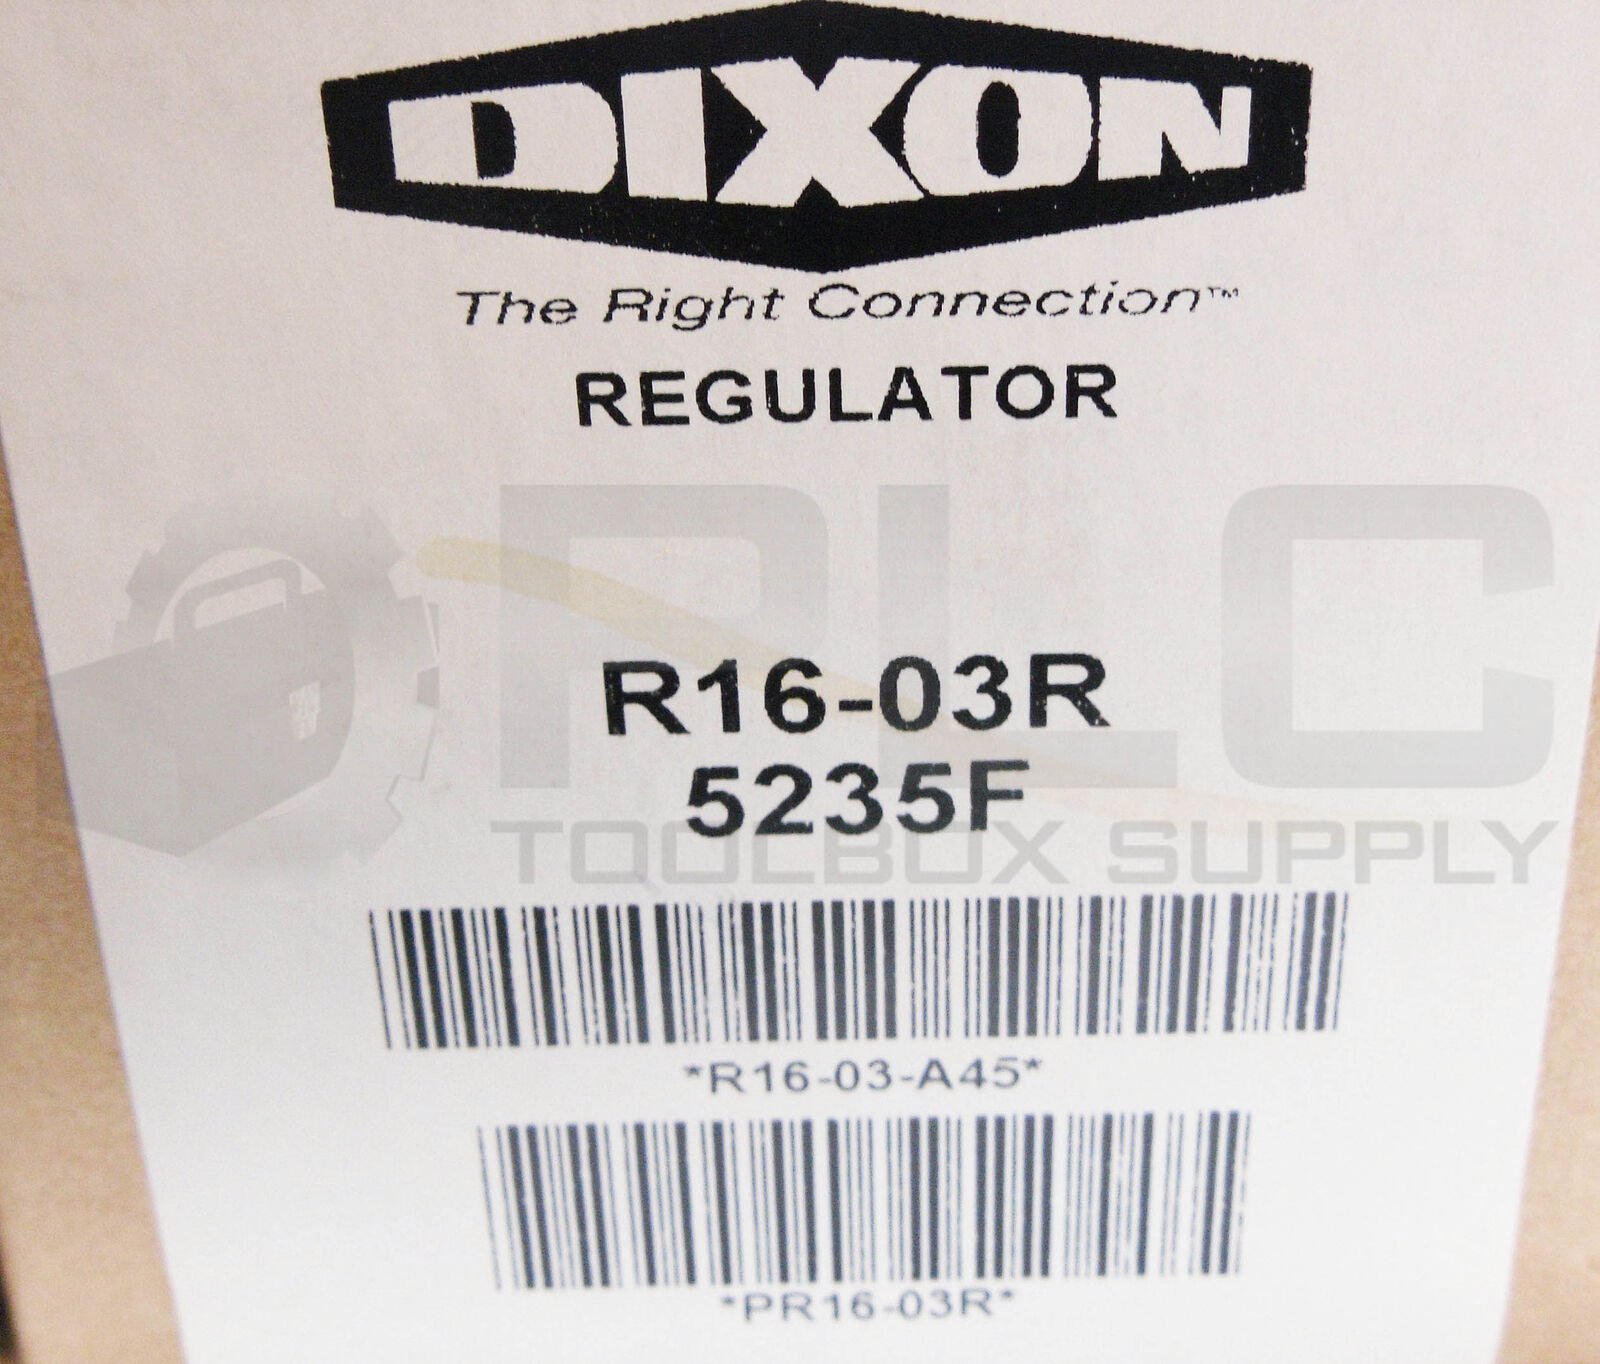 DIXON
The Right Connection™
REGULATOR
PLC
R16-03R
5235F
TOOLBOX SUPPLY
*R16-03-A45*
*PR16-03R*